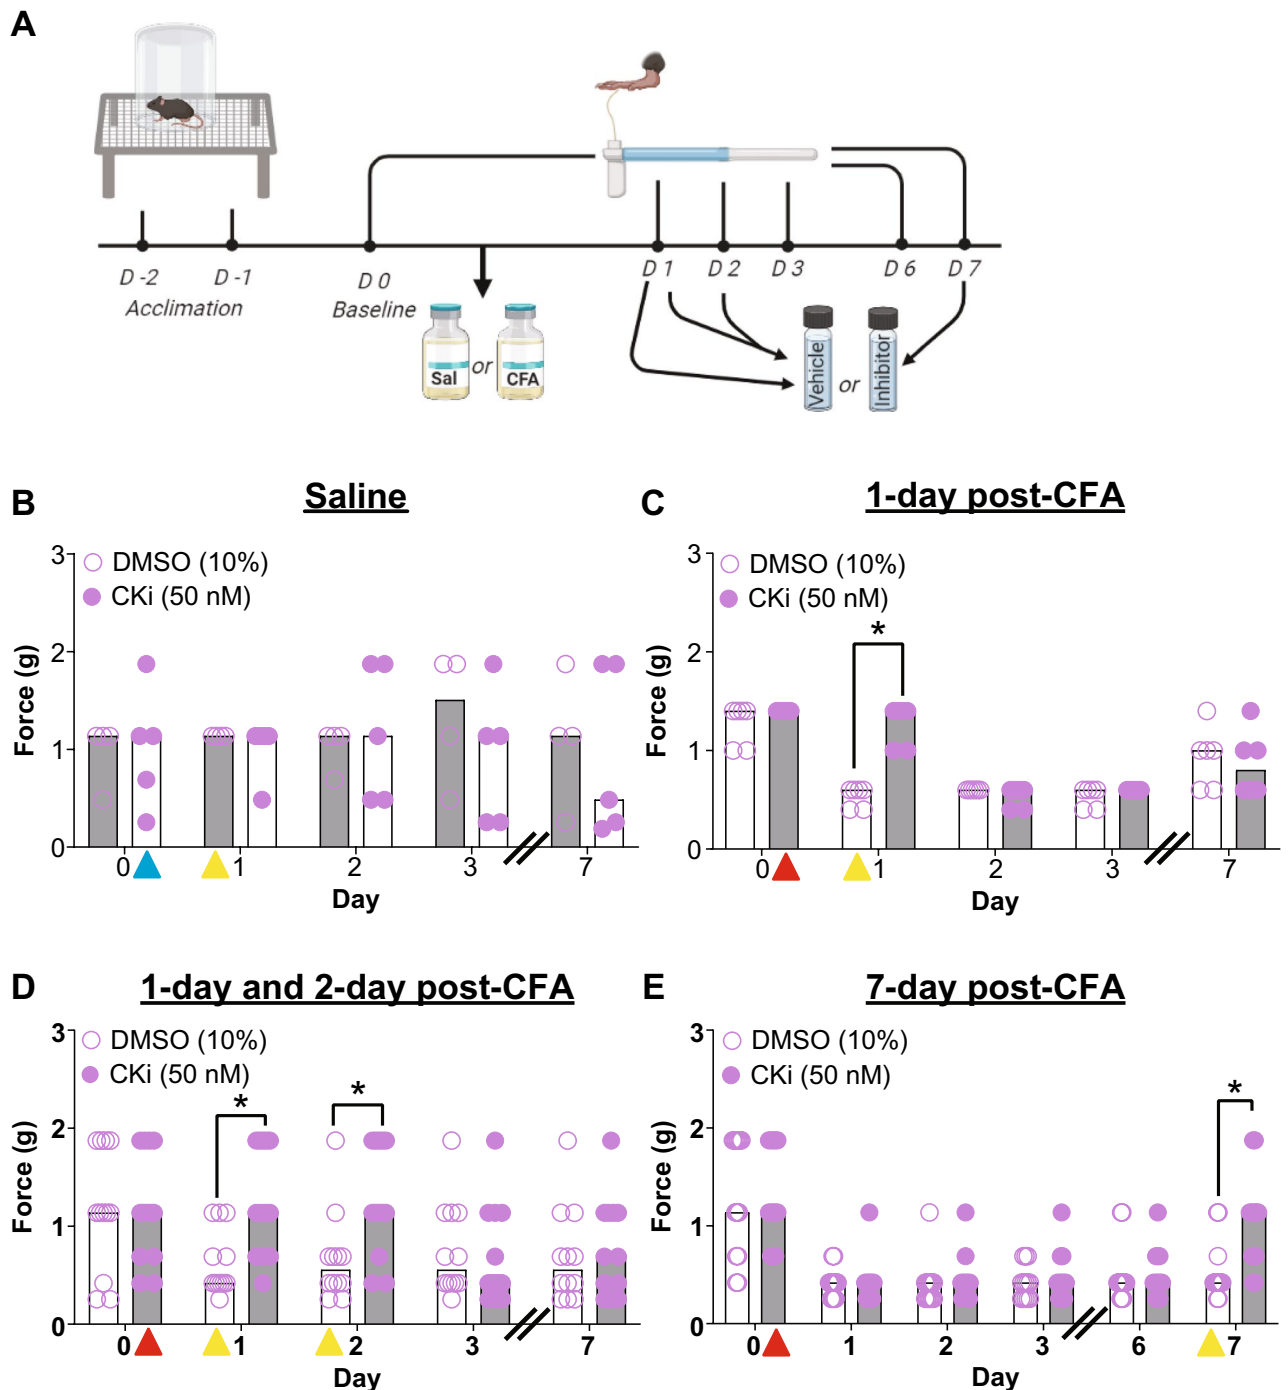 A
D -2
D -1
Acclimation
D 0
Baseline
D 1
D 2
D 3
D 6
D 7
Sal
or
CFA
Vehicle
or
Inhibitor
B
Saline
DMSO (10%)
CKi (50 nM)
Force (g)
3
2
1
0
0
1
2
3
7
Day
C
1-day post-CFA
DMSO (10%)
CKi (50 nM)
*
Force (g)
3
2
1
0
0
1
2
3
7
Day
D
1-day and 2-day post-CFA
DMSO (10%)
CKi (50 nM)
*
*
Force (g)
3
2
1
0
0
1
2
3
7
Day
E
7-day post-CFA
DMSO (10%)
CKi (50 nM)
*
Force (g)
3
2
1
0
0
1
2
3
6
7
Day